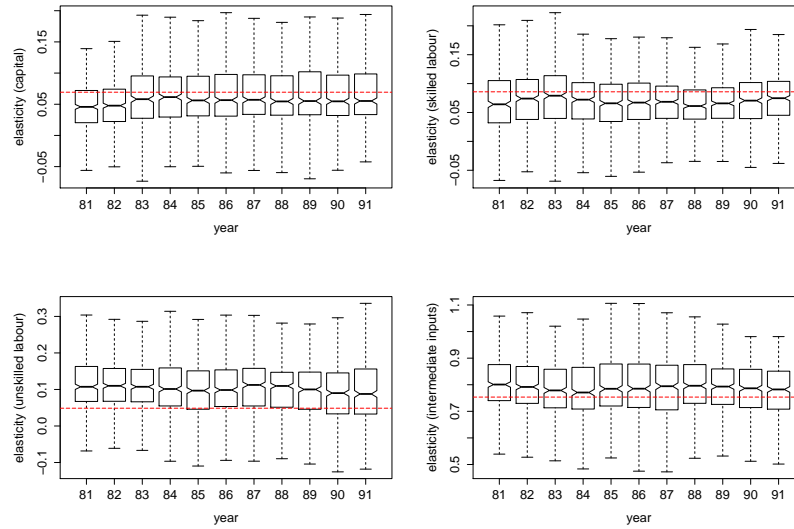 elasticity (capital)
0.15
0.05
−0.05
81 82 83 84 85 86 87 88 89 90 91
year
elasticity (skilled labour)
0.15
0.05
−0.05
81 82 83 84 85 86 87 88 89 90 91
year
elasticity (unskilled labour)
0.3
0.2
0.1
0.0
−0.1
81 82 83 84 85 86 87 88 89 90 91
year
elasticity (intermediate inputs)
1.1
0.9
0.7
0.5
81 82 83 84 85 86 87 88 89 90 91
year